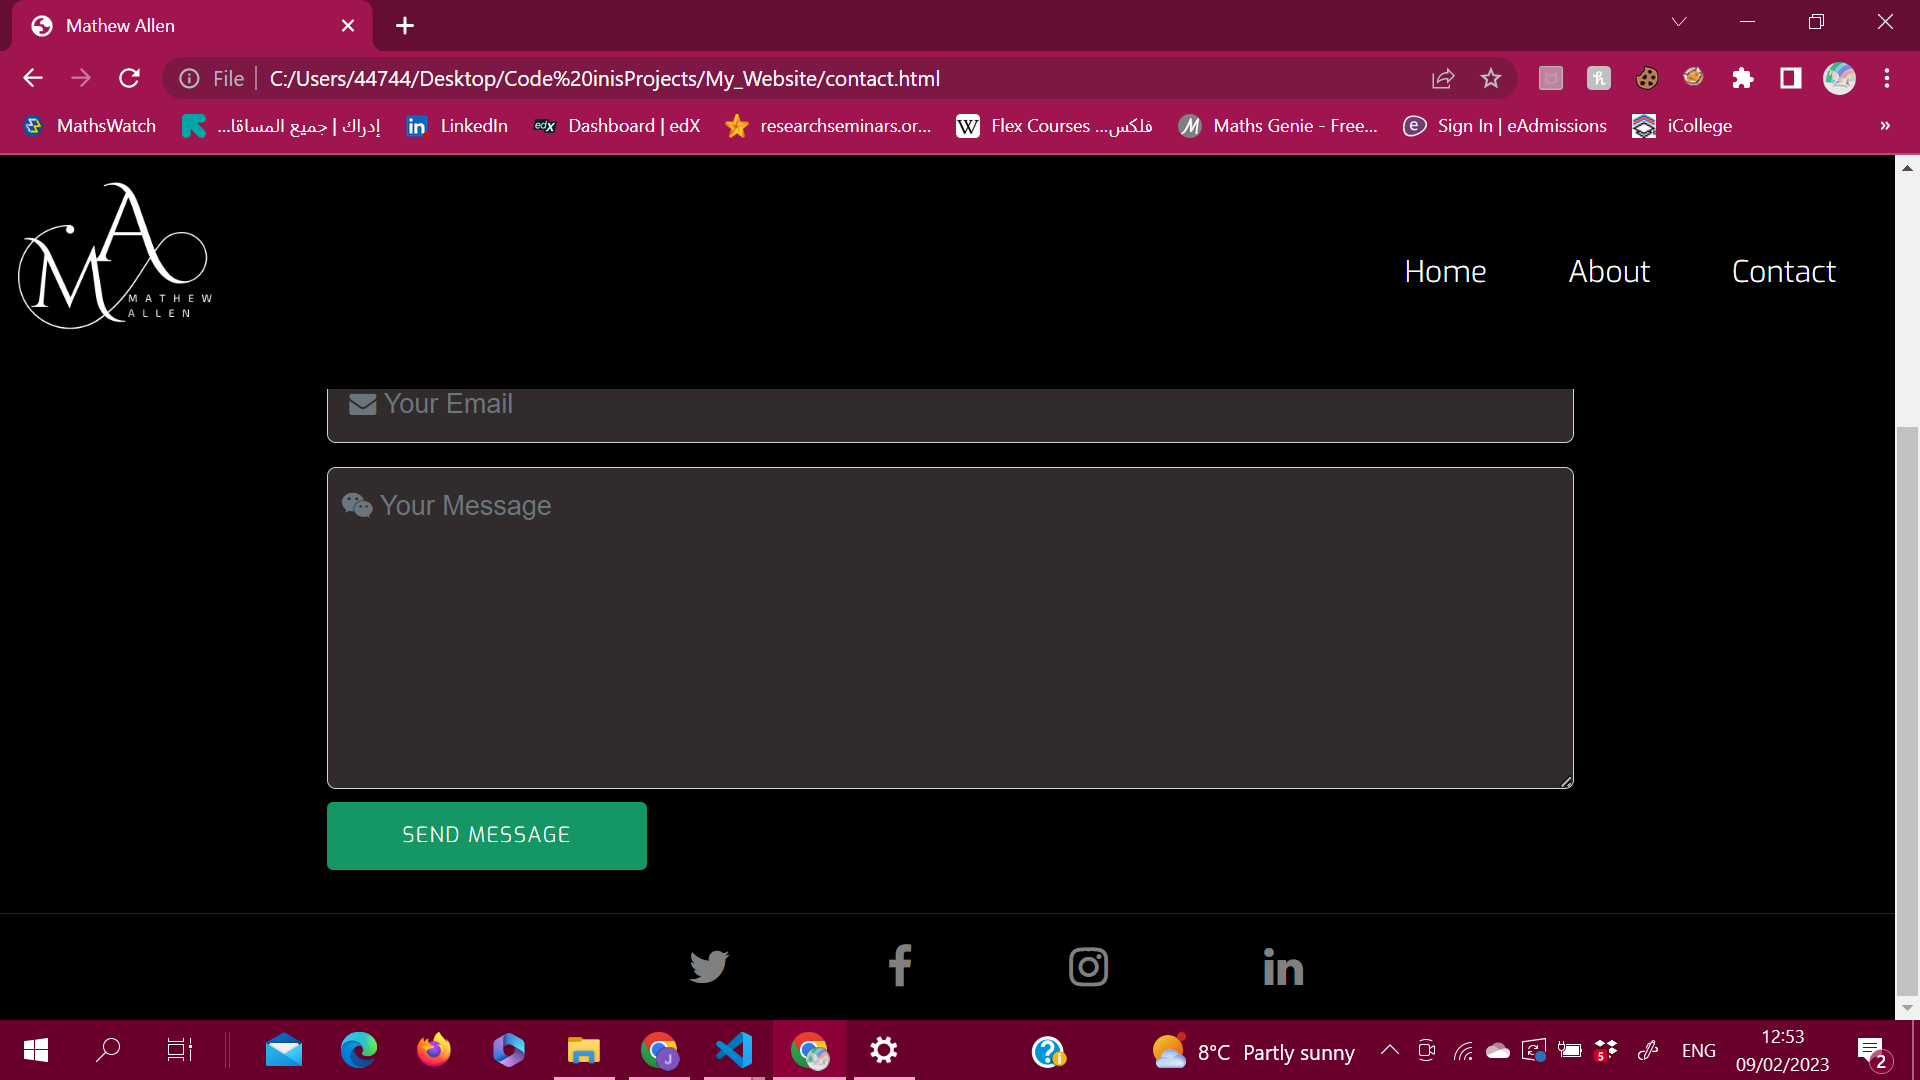 Mathew Allen
File
C:/Users/44744/Desktop/Code%20inisProjects/My_Website/contact.html
MathsWatch
إدراك | جميع المساقا...
LinkedIn
edX
Dashboard | edX
researchseminars.or...
W
Flex Courses ...فلكس
M
Maths Genie - Free...
e
Sign In | eAdmissions
iCollege
»
MA
MATHEW
ALLEN
Home
About
Contact
Your Email
Your Message
SEND MESSAGE
8°C Partly sunny
5
ENG
12:53
09/02/2023
2